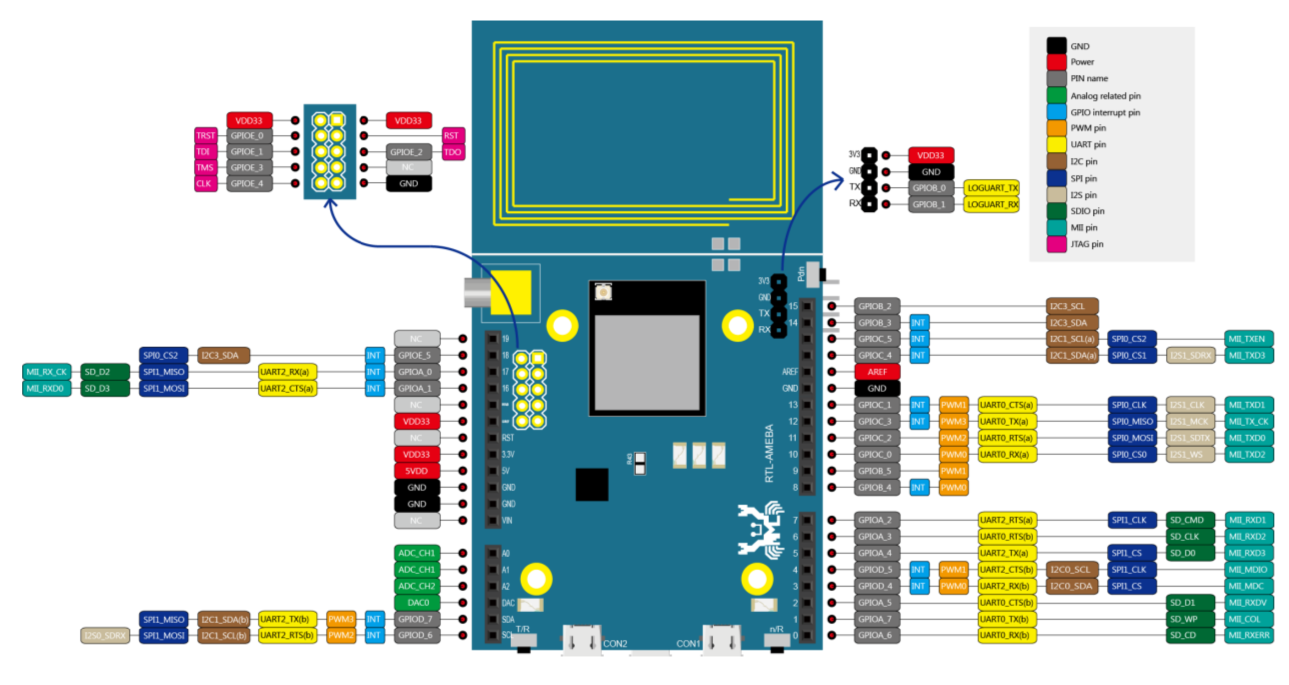 GND
Power
PIN name
Analog related pin
GPIO interrupt pin
PWM pin
UART pin
I2C pin
SPI pin
I2S pin
SDIO pin
MII pin
JTAG pin
VDD33 VDD33
TRST GPIOE_0 RST
TDI GPIOE_1 GPIOE_2 TDO
TMS GPIOE_3 NC
CLK GPIOE_4 GND
3V3 VDD33
GND GND
TX GPIOB_0 LOGUART_TX
RX GPIOB_1 LOGUART_RX
Pdn
3V3
GND
TX
RX
15 GPIOB_2 I2C3_SCL
14 GPIOB_3 INT I2C3_SDA
NC 19 GPIOC_5 INT I2C1_SCL(a) SPI0_CS2 MII_TXEN
SPI0_CS2 I2C3_SDA INT GPIOE_5 18 GPIOC_4 INT I2C1_SDA(a) SPI0_CS1 I2S1_SDRX MII_TXD3
MII_RX_CK SD_D2 SPI1_MISO UART2_RX(a) INT GPIOA_0 17 AREF AREF
MII_RXD0 SD_D3 SPI1_MOSI UART2_CTS(a) INT GPIOA_1 16 GND GND
NC 13 GPIOC_1 INT PWM1 UART0_CTS(a) SPI0_CLK I2S1_CLK MII_TXD1
VDD33 12 GPIOC_3 INT PWM3 UART0_TX(a) SPI0_MISO I2S1_MCK MII_TX_CK
NC RST 11 GPIOC_2 PWM2 UART0_RTS(a) SPI0_MOSI I2S1_SDTX MII_TXD0
VDD33 3.3V 10 GPIOC_0 PWM0 UART0_RX(a) SPI0_CS0 I2S1_WS MII_TXD2
5VDD 5V 9 GPIOB_5 PWM1
GND GND 8 GPIOB_4 INT PWM0
GND GND
NC VIN 7 GPIOA_2 UART2_RTS(a) SPI1_CLK SD_CMD MII_RXD1
6 GPIOA_3 UART0_RTS(b) SD_CLK MII_RXD2
ADC_CH1 A0 5 GPIOA_4 UART2_TX(a) SPI1_CS SD_D0 MII_RXD3
ADC_CH1 A1 4 GPIOD_5 INT PWM1 UART2_CTS(b) I2C0_SCL SPI1_CLK MII_MDIO
ADC_CH2 A2 3 GPIOD_4 INT PWM0 UART2_RX(b) I2C0_SDA SPI1_CS MII_MDC
DAC0 DAC 2 GPIOA_5 UART0_CTS(b) SD_D1 MII_RXDV
SPI1_MISO I2C1_SDA(b) UART2_TX(b) PWM3 INT GPIOD_7 SDA 1 GPIOA_7 UART0_TX(b) SD_WP MII_COL
I2S0_SDRX SPI1_MOSI I2C1_SCL(b) UART2_RTS(b) PWM2 INT GPIOD_6 0 GPIOA_6 UART0_RX(b) SD_CD MII_RXERR
RTL-AMEBA
T/R
n/R
CON2 CON1